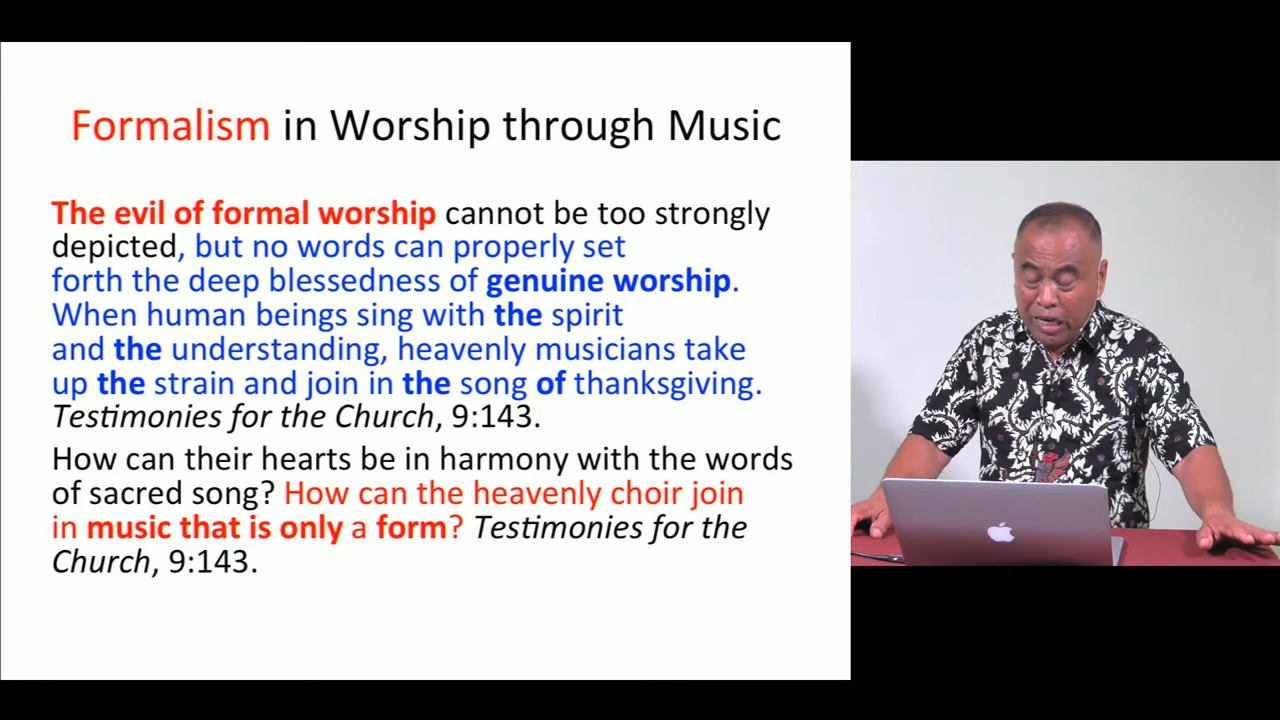 Formalism in Worship through Music
The evil of formal worship cannot be too strongly
depicted, but no words can properly set
forth the deep blessedness of genuine worship.
When human beings sing with the spirit
and the understanding, heavenly musicians take
up the strain and join in the song of thanksgiving.
Testimonies for the Church, 9:143.
How can their hearts be in harmony with the words
of sacred song? How can the heavenly choir join
in music that is only a form? Testimonies for the
Church, 9:143.